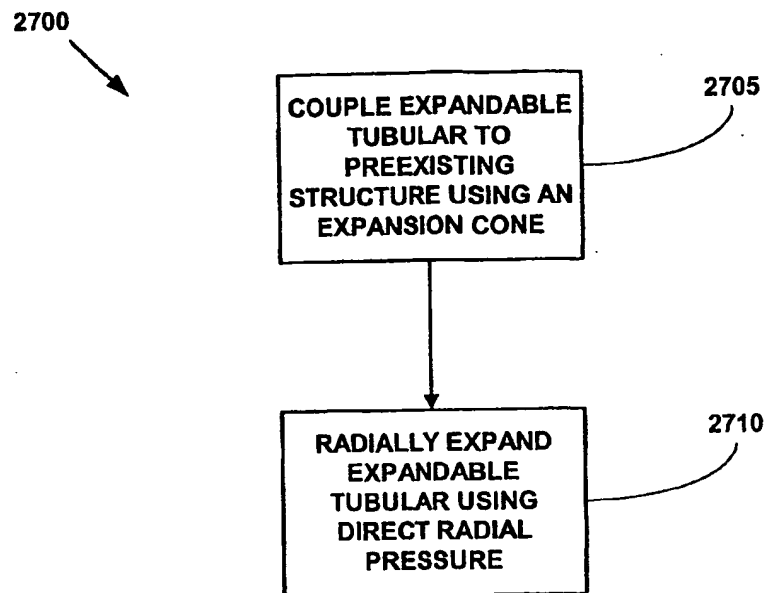 2700
2705
COUPLE EXPANDABLE
TUBULAR TO
PREEXISTING
STRUCTURE USING AN
EXPANSION CONE
2710
RADIALLY EXPAND
EXPANDABLE
TUBULAR USING
DIRECT RADIAL
PRESSURE